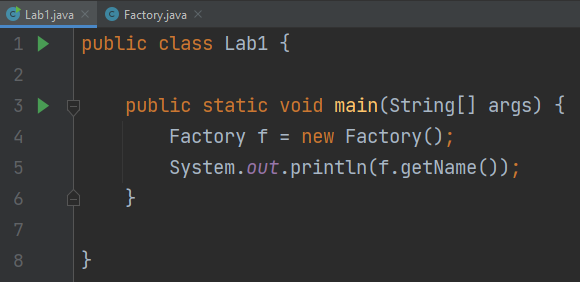 Lab1.java × Factory.java ×
1 public class Lab1 {
2
3 public static void main(String[] args) {
4 Factory f = new Factory();
5 System.out.println(f.getName());
6 }
7
8 }